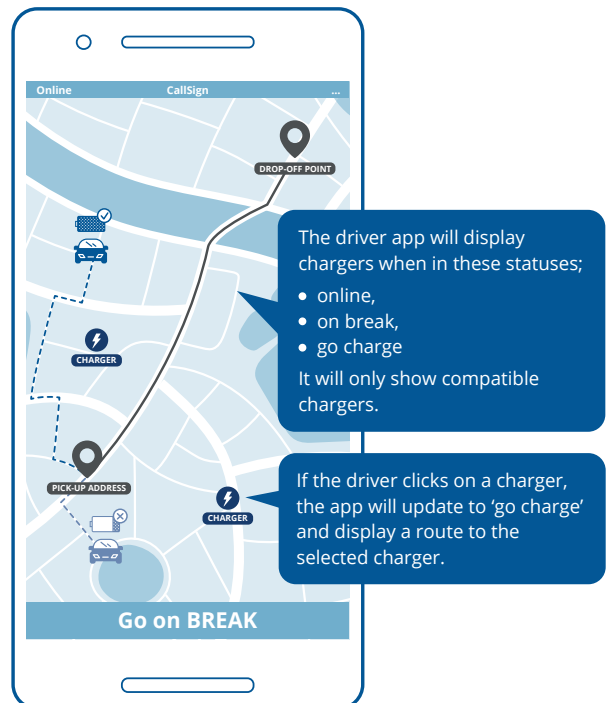 Online CallSign ...
DROP-OFF POINT
The driver app will display
chargers when in these statuses;
• online,
• on break,
• go charge
It will only show compatible
chargers.
CHARGER
PICK-UP ADDRESS
If the driver clicks on a charger,
the app will update to ‘go charge’
and display a route to the
selected charger.
CHARGER
Go on BREAK